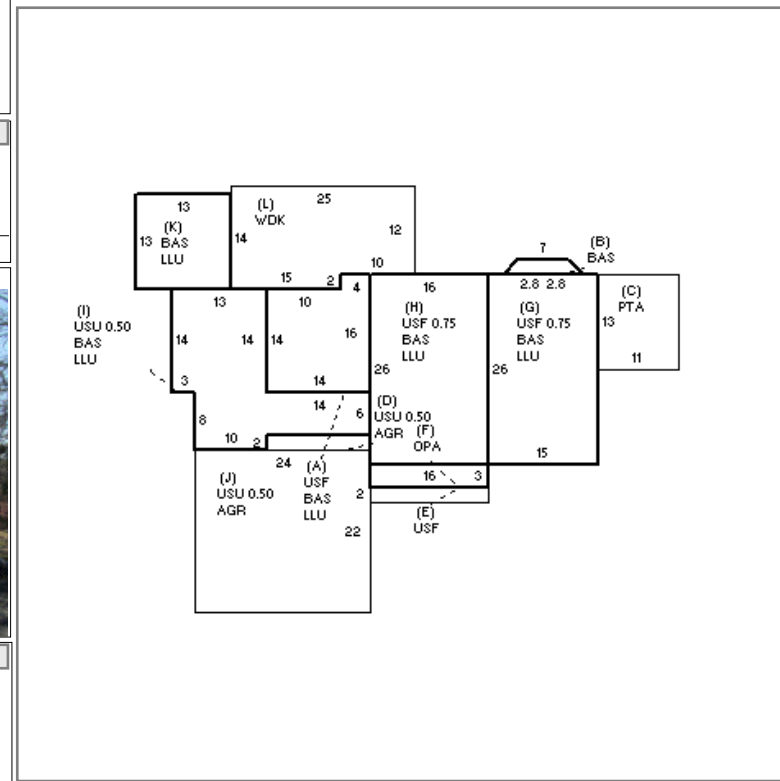 25
(L)
WDK
13
(K)
13 BAS
LLU
14
12
10
15
2
4
7
(B)
BAS
2.8 2.8
(C)
PTA
13
11
(I)
USU 0.50
BAS
LLU
13
14
14
3
10
14
16
14
16
(H)
USF 0.75
BAS
LLU
26
(G)
USF 0.75
BAS
LLU
26
15
14
6
(D)
USU 0.50
AGR
(F)
OPA
8
10
2
24
(J)
USU 0.50
AGR
(A)
USF
BAS
LLU
2
22
16
3
(E)
USF